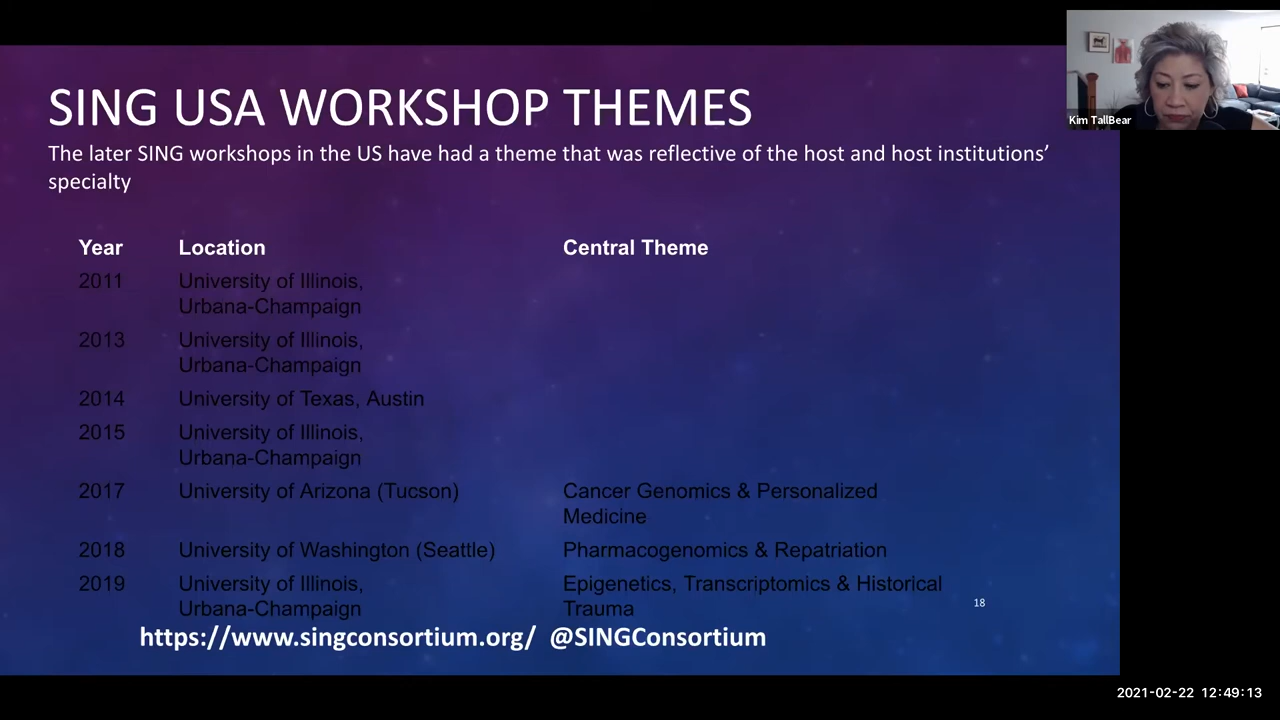 SING USA WORKSHOP THEMES
Kim TallBear
The later SING workshops in the US have had a theme that was reflective of the host and host institutions’
specialty
Year Location Central Theme
2011 University of Illinois,
Urbana-Champaign
2013 University of Illinois,
Urbana-Champaign
2014 University of Texas, Austin
2015 University of Illinois,
Urbana-Champaign
2017 University of Arizona (Tucson) Cancer Genomics & Personalized
Medicine
2018 University of Washington (Seattle) Pharmacogenomics & Repatriation
2019 University of Illinois, Epigenetics, Transcriptomics & Historical
Urbana-Champaign Trauma
18
https://www.singconsortium.org/ @SINGConsortium
2021-02-22 12:49:13